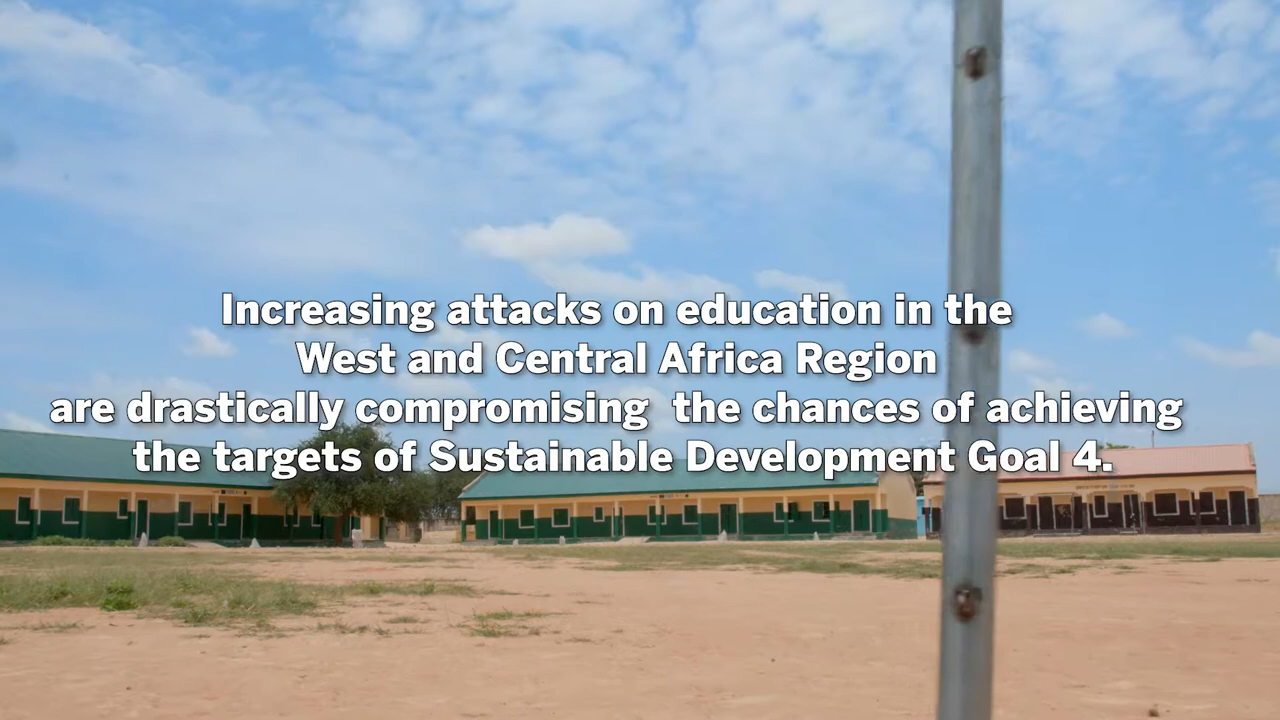 Increasing attacks on education in the
West and Central Africa Region
are drastically compromising  the chances of achieving
the targets of Sustainable Development Goal 4.